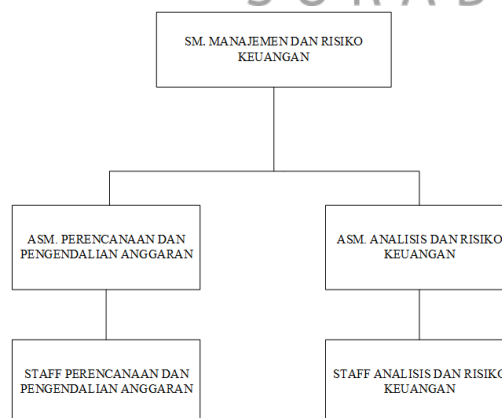 SURAB
SM. MANAJEMEN DAN RISIKO
KEUANGAN
ASM. PERENCANAAN DAN
PENGENDALIAN ANGGARAN
ASM. ANALISIS DAN RISIKO
KEUANGAN
STAFF PERENCANAAN DAN
PENGENDALIAN ANGGARAN
STAFF ANALISIS DAN RISIKO
KEUANGAN